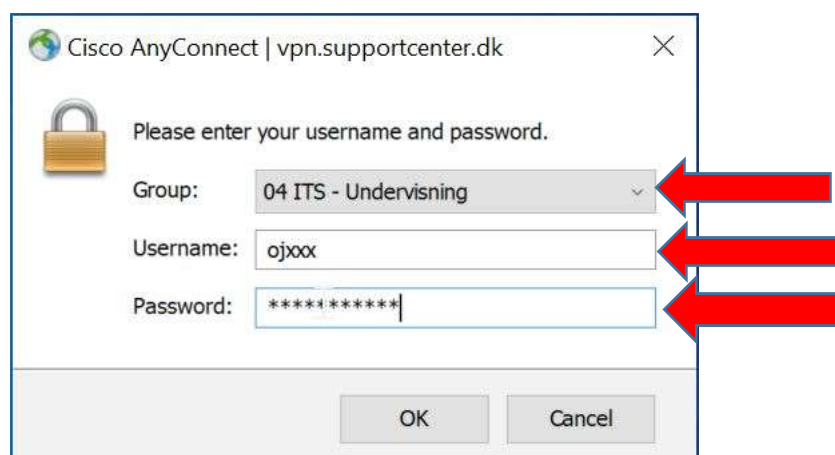 Cisco AnyConnect | vpn.supportcenter.dk
Please enter your username and password.
Group: 04 ITS - Undervisning
Username: ojxxx
Password: ***********
OK Cancel